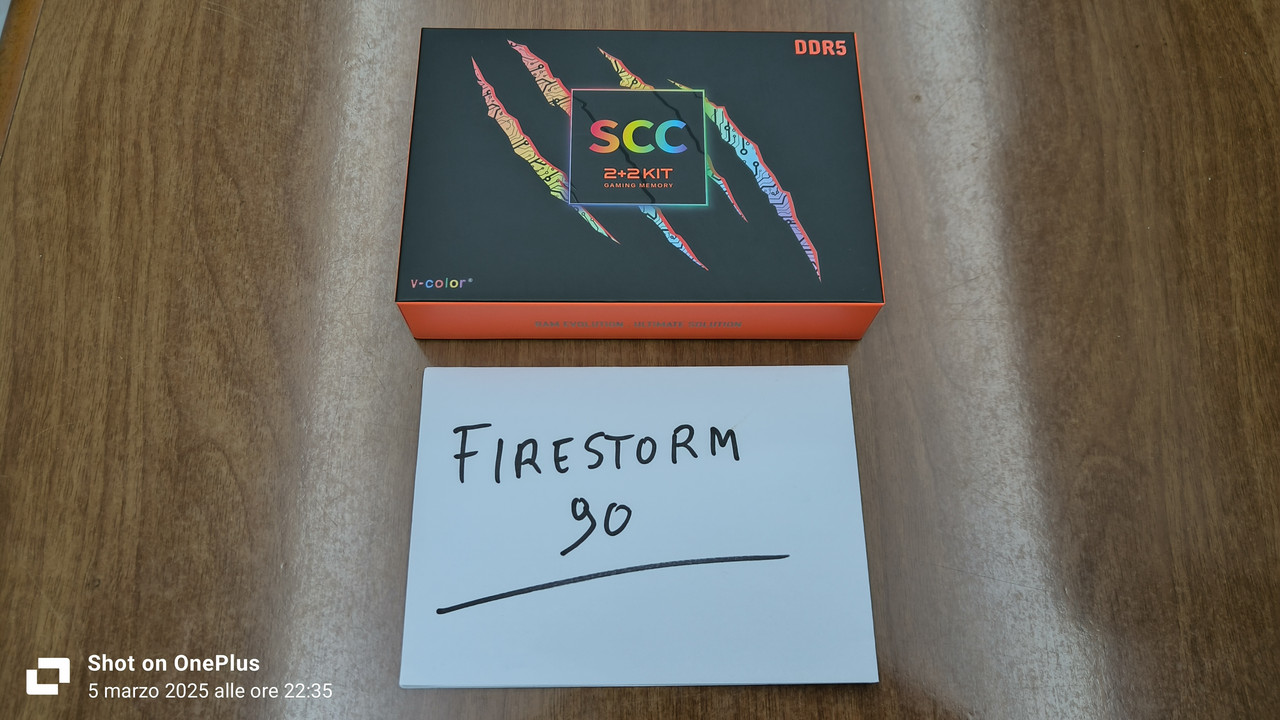 DDR5
SCC
2+2 KIT
GAMING MEMORY
v-color®
FIRESTORM
90
Shot on OnePlus
5 marzo 2025 alle ore 22:35